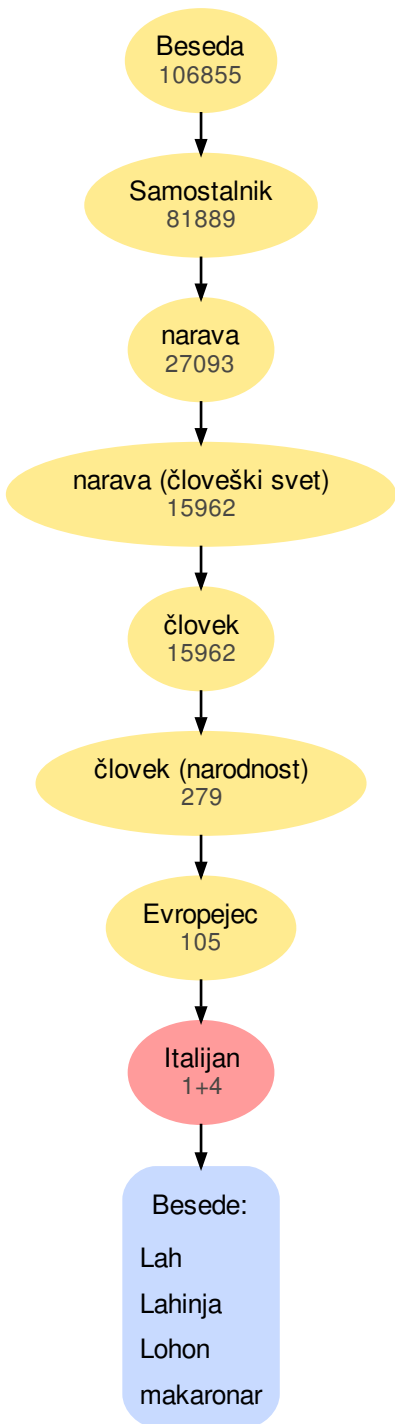 Beseda
106855
Samostalnik
81889
narava
27093
narava (človeški svet)
15962
človek
15962
človek (narodnost)
279
Evropejec
105
Italijan
1+4
Besede:
Lah
Lahinja
Lohon
makaronar